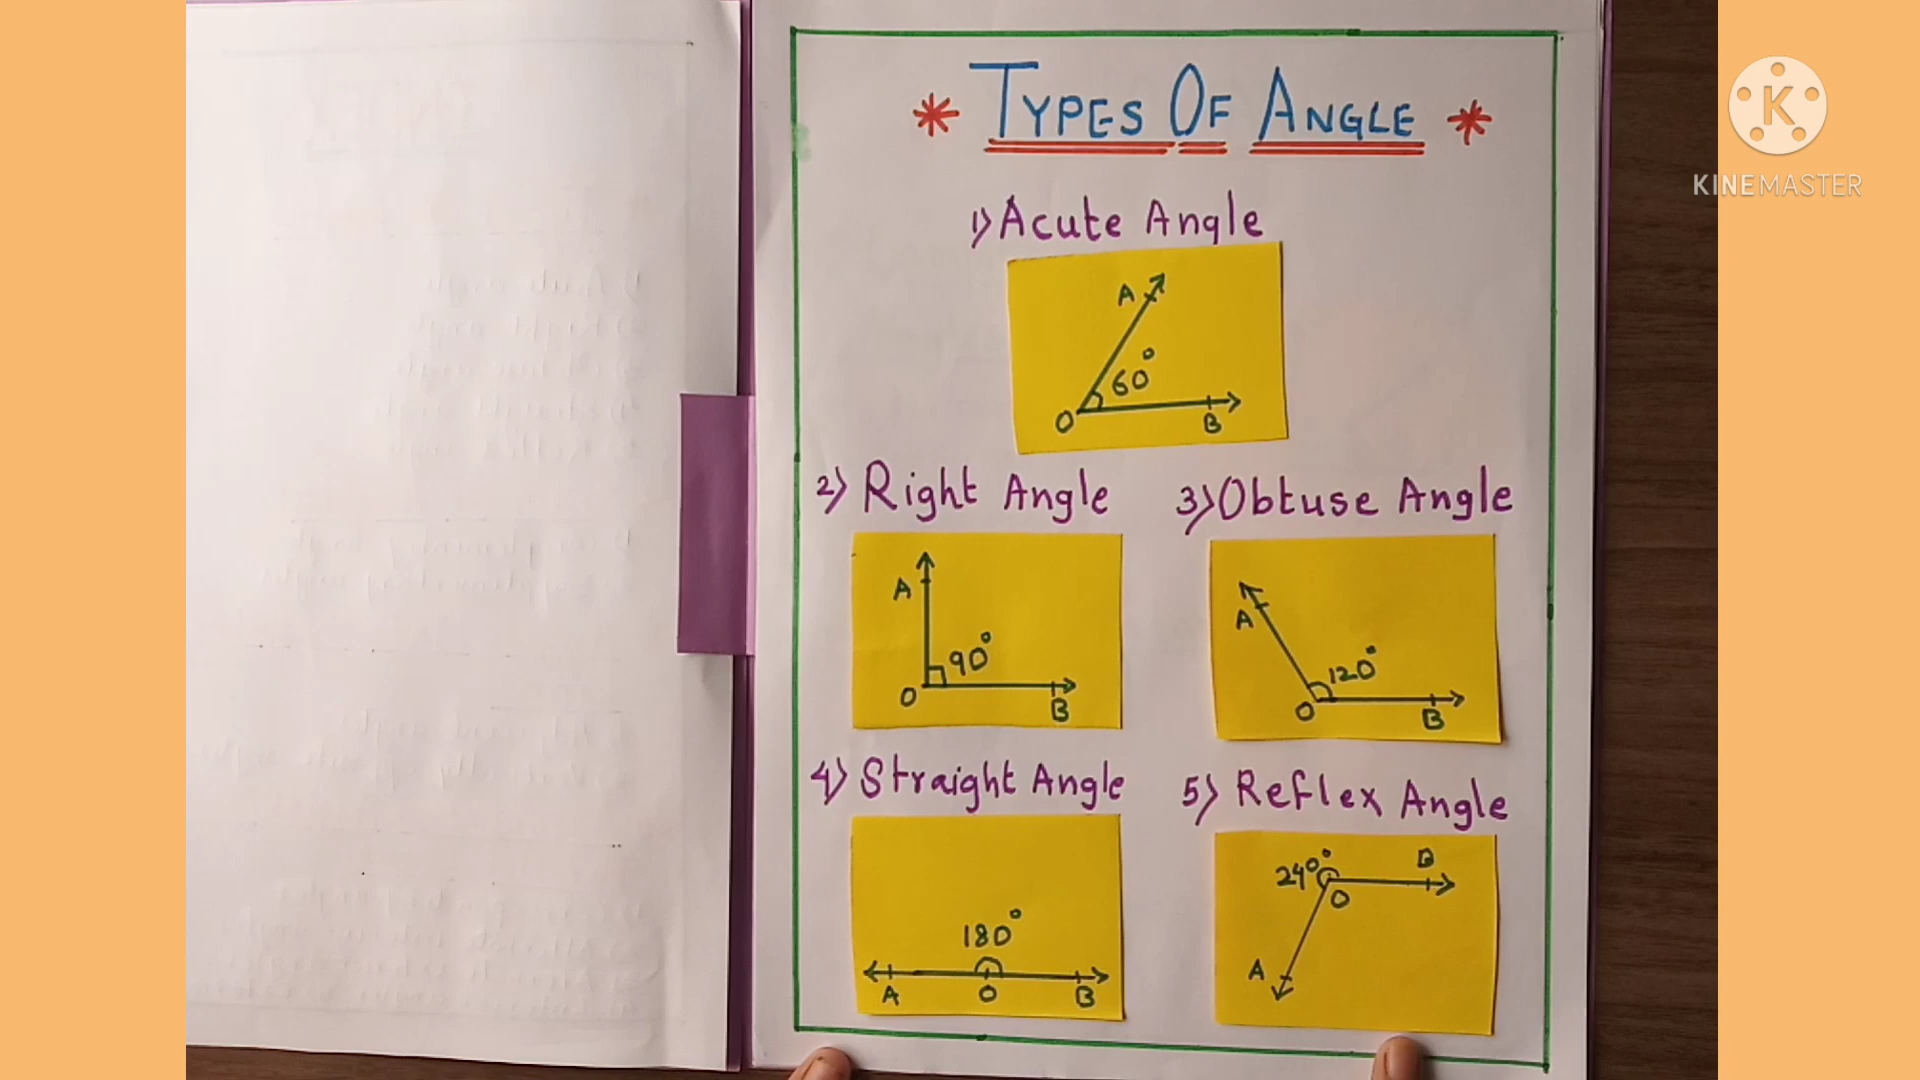 * TYPES OF ANGLE *
K
KINEMASTER
1) Acute Angle
A
60°
O
B
2) Right Angle
3) Obtuse Angle
A
90°
O
B
A
120°
O
B
4) Straight Angle
5) Reflex Angle
180°
A O B
240°
B
O
A